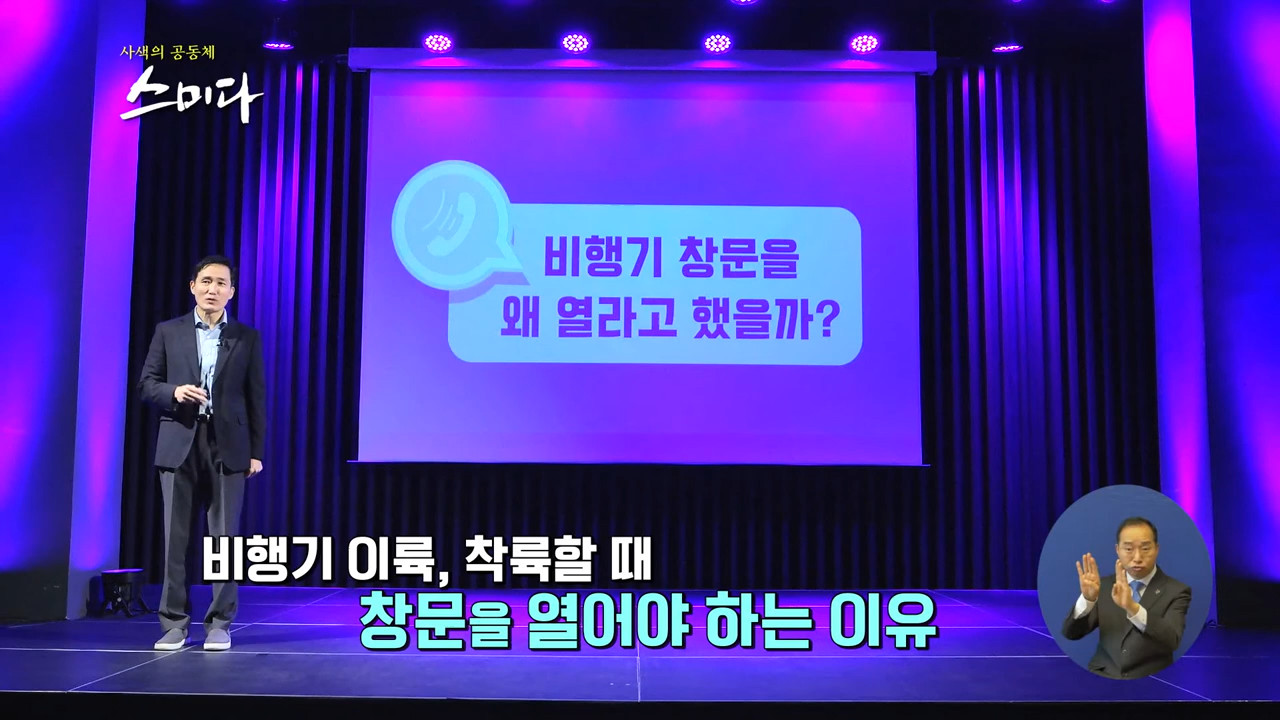 사색의 공동체
스미다
비행기 창문을
왜 열라고 했을까?
비행기 이륙, 착륙할 때
창문을 열어야 하는 이유